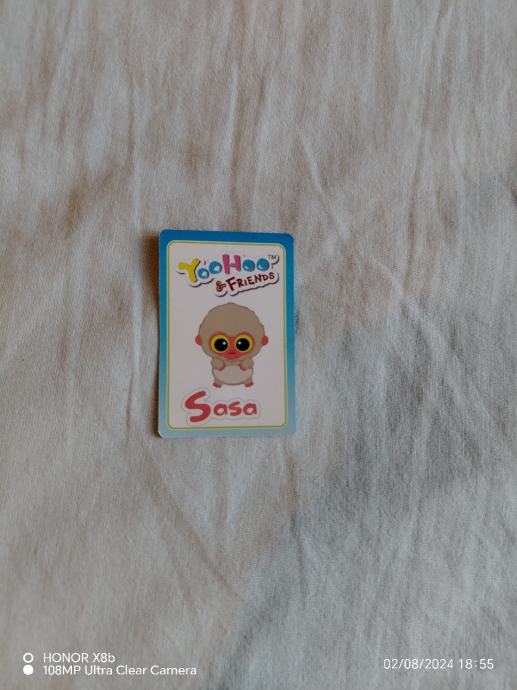 YooHoo™
& FRIENDS
Sasa
HONOR X8b
108MP Ultra Clear Camera
02/08/2024 18:55